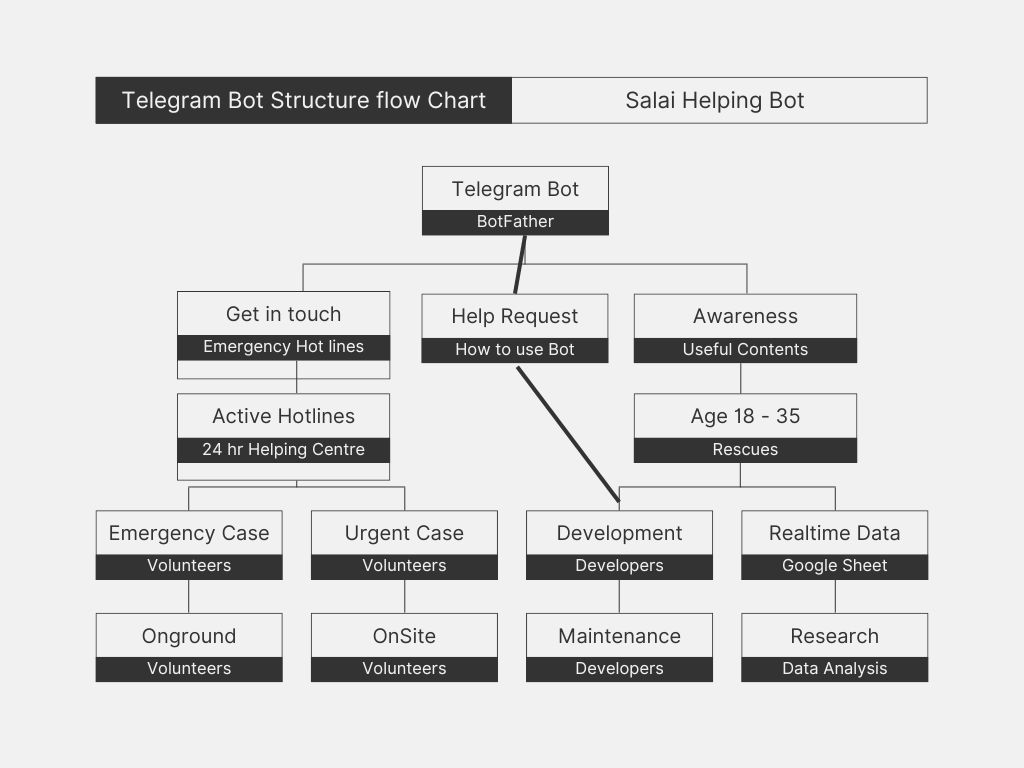 Telegram Bot Structure flow Chart
Salai Helping Bot
Telegram Bot
BotFather
Get in touch
Emergency Hot lines
Help Request
How to use Bot
Awareness
Useful Contents
Active Hotlines
24 hr Helping Centre
Age 18 - 35
Rescues
Emergency Case
Volunteers
Urgent Case
Volunteers
Development
Developers
Realtime Data
Google Sheet
Onground
Volunteers
OnSite
Volunteers
Maintenance
Developers
Research
Data Analysis